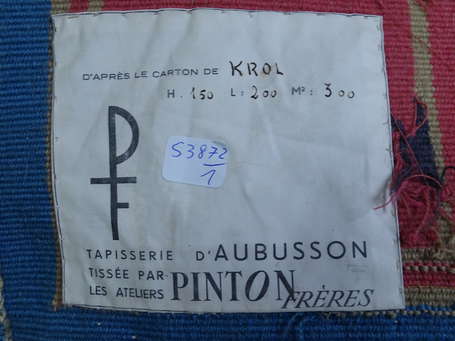 D'APRÈS LE CARTON DE KROL
H. 150 L: 200 M²: 3.00
PF
S3872
1
TAPISSERIE D'AUBUSSON
TISSÉE PAR
LES ATELIERS PINTON FRÈRES